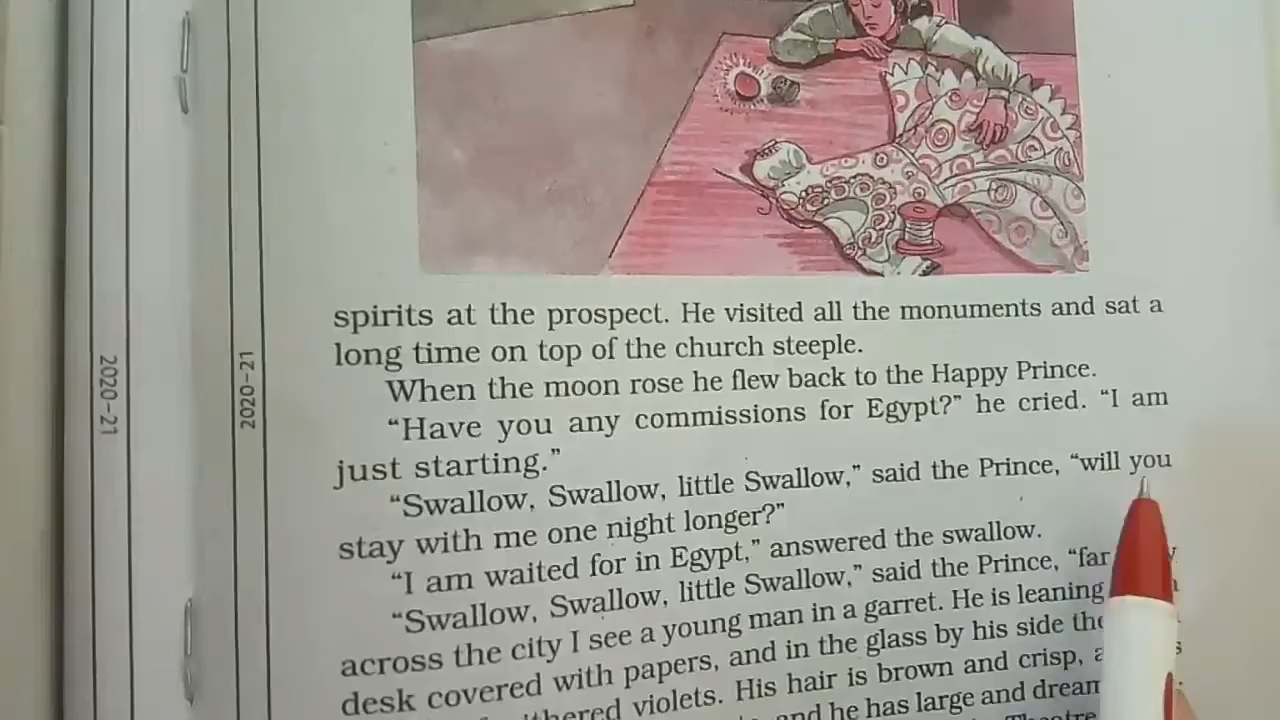 2020-21
2020-21
spirits at the prospect. He visited all the monuments and sat a
long time on top of the church steeple.
When the moon rose he flew back to the Happy Prince.
“Have you any commissions for Egypt?” he cried. “I am
just starting.”
“Swallow, Swallow, little Swallow,” said the Prince, “will you
stay with me one night longer?”
“I am waited for in Egypt,” answered the swallow.
“Swallow, Swallow, little Swallow,” said the Prince, “far
across the city I see a young man in a garret. He is leaning
desk covered with papers, and in the glass by his side
violets. His hair is brown and crisp,
and he has large and
Theatre